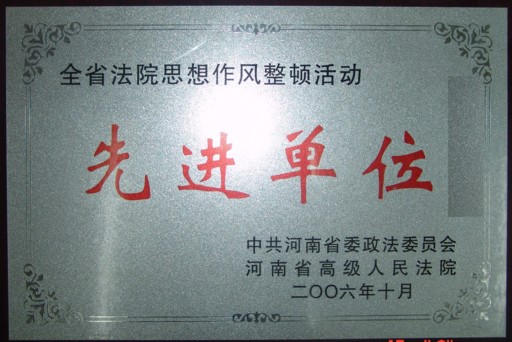 全省法院思想作风整顿活动
先进单位
中共河南省委政法委员会
河南省高级人民法院
二〇〇六年十月